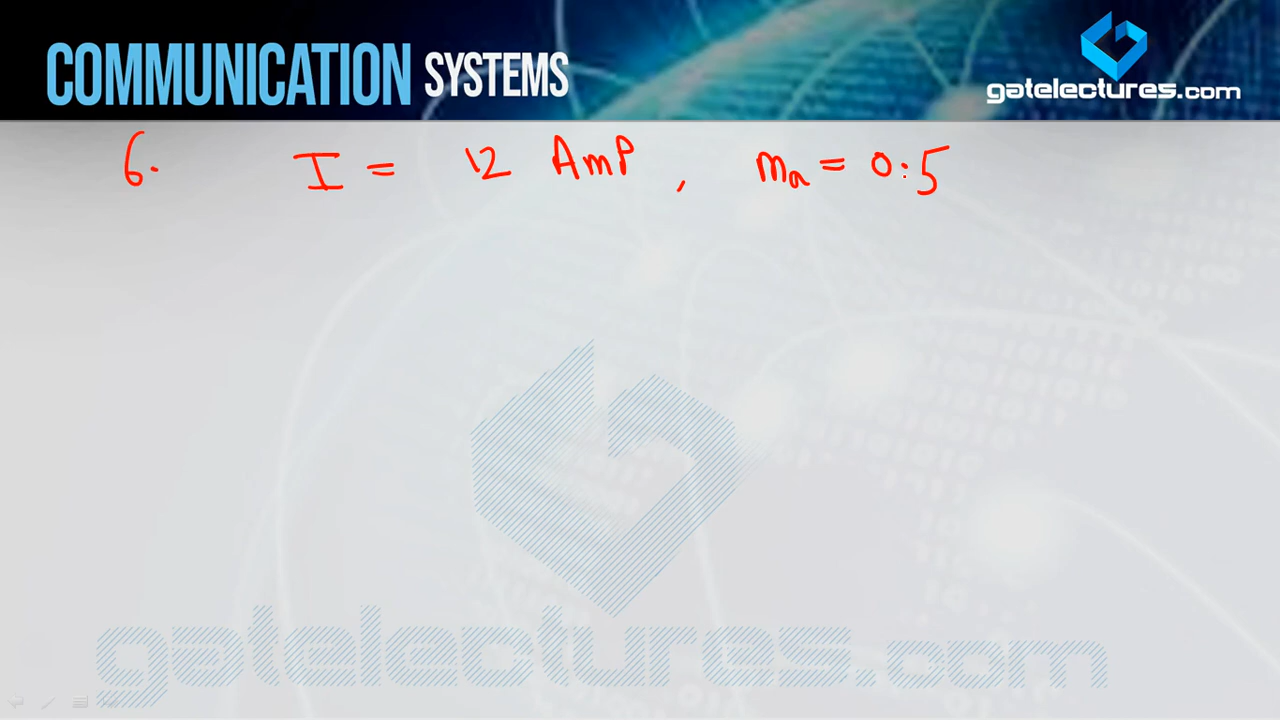 COMMUNICATION SYSTEMS
gatelectures.com
6. I = 12 Amp, ma = 0.5
gatelectures.com